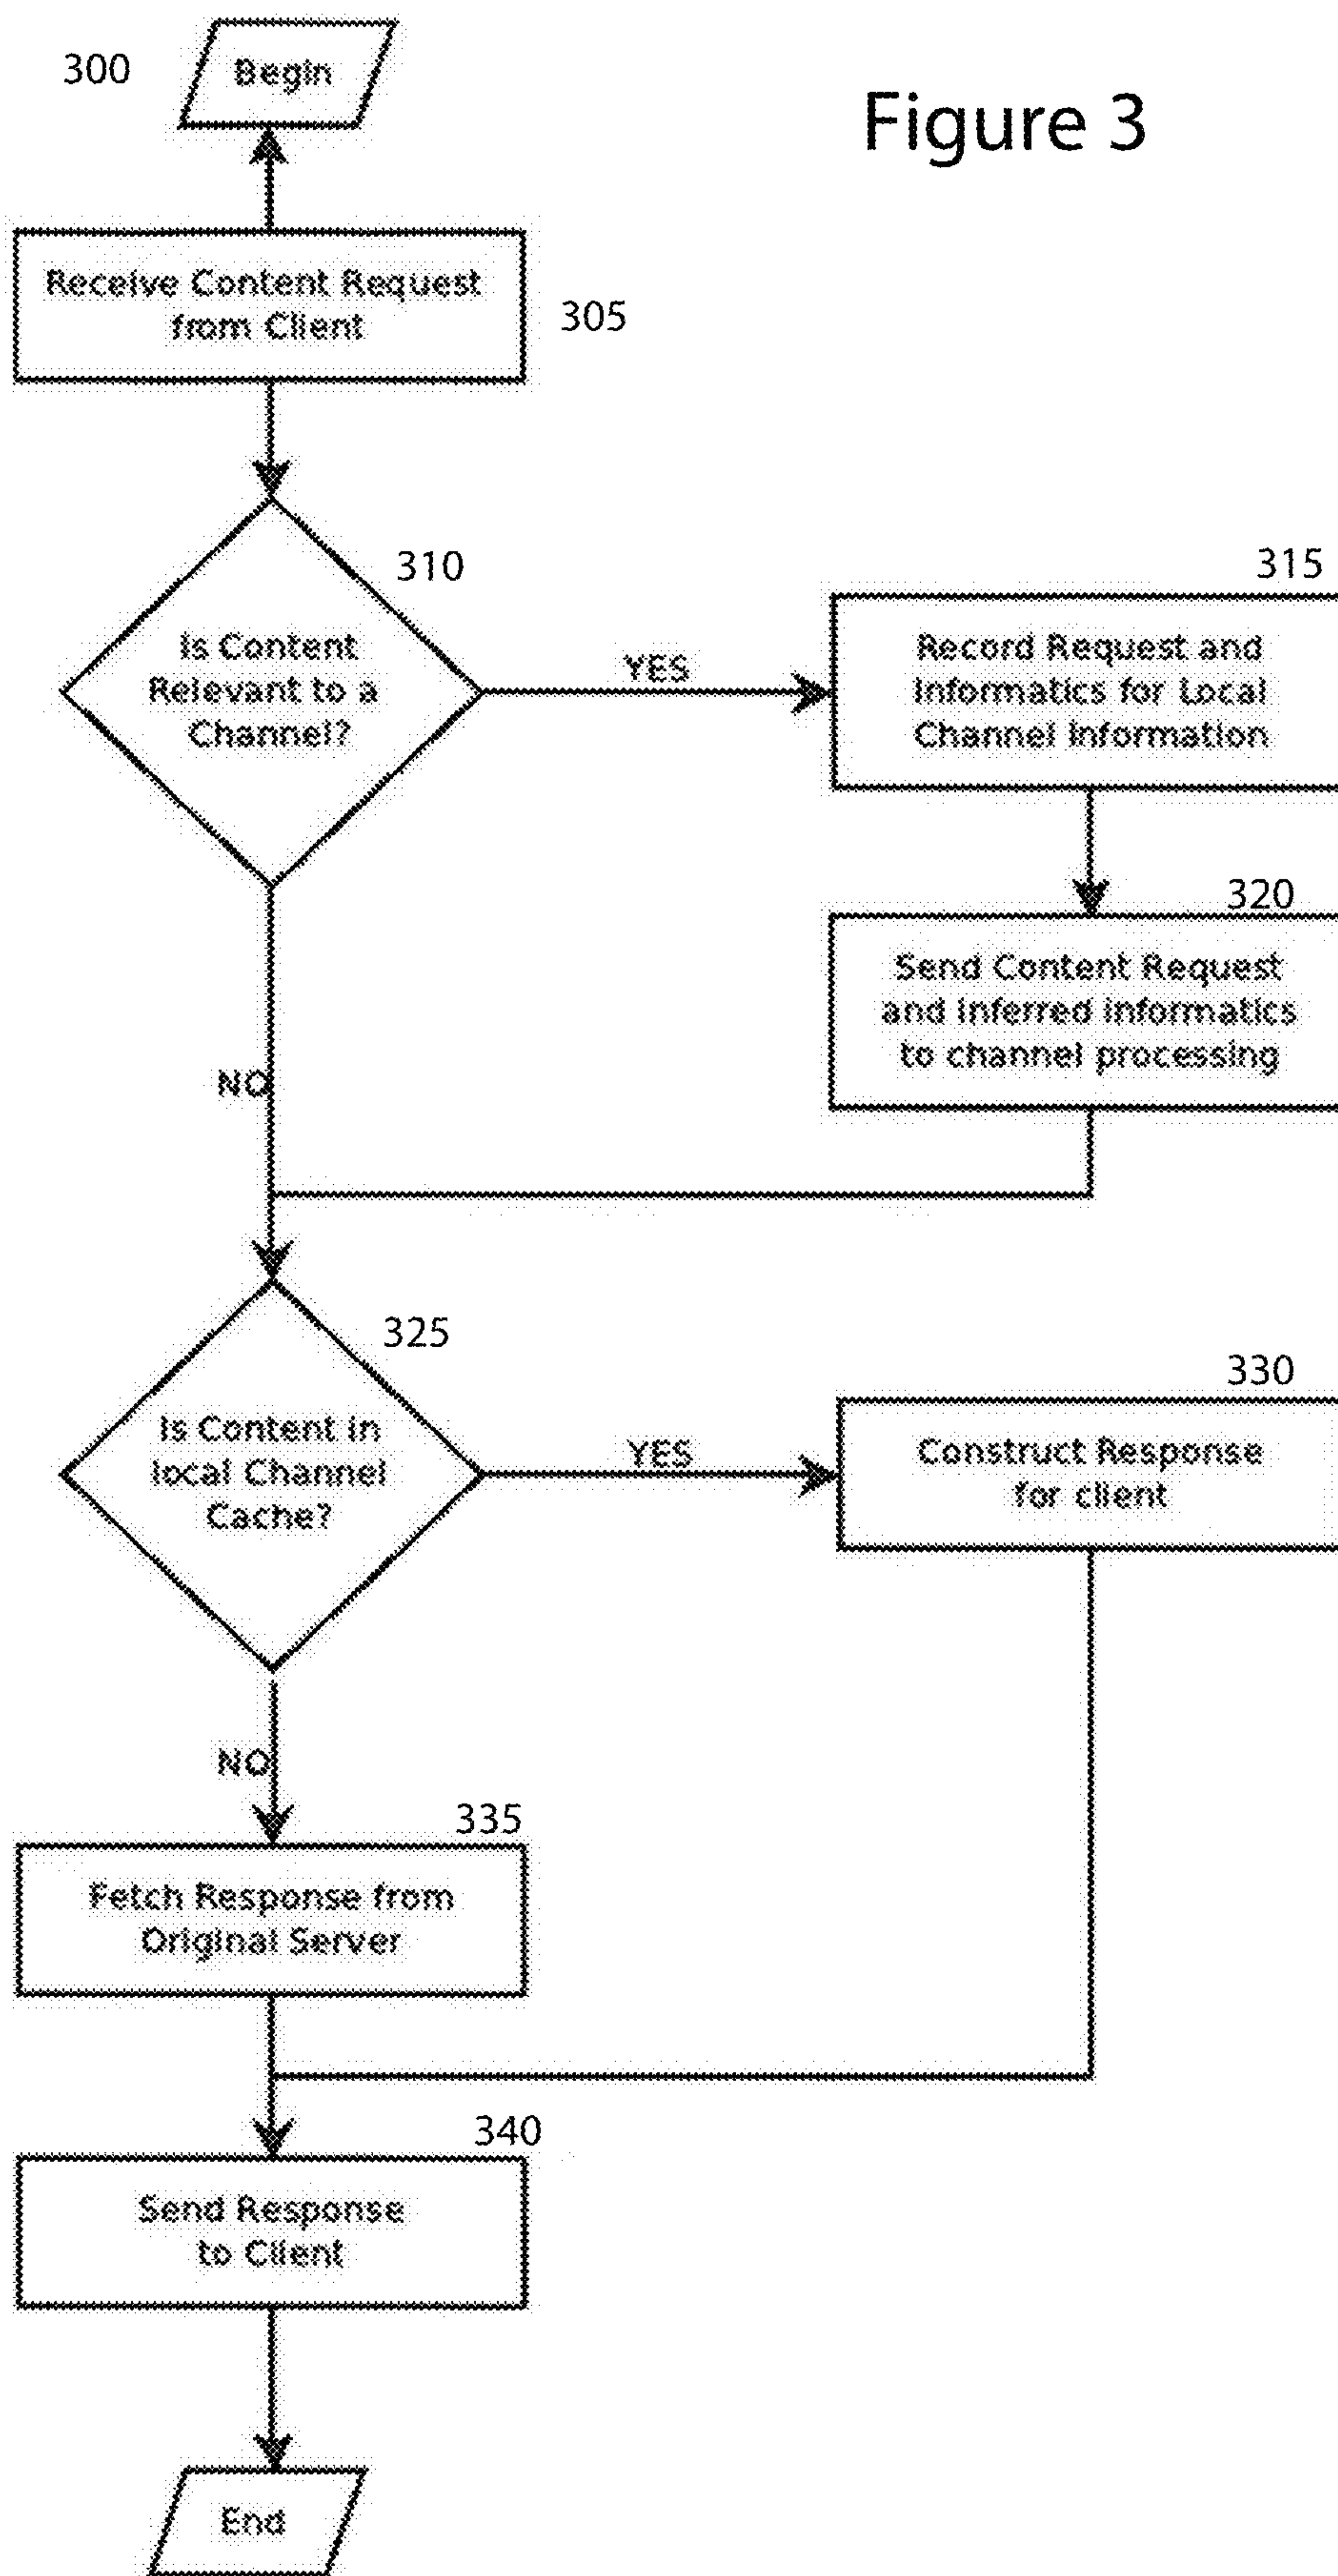 300
Begin
Figure 3
Receive Content Request
from Client
305
310
Is Content
Relevant to a
Channel?
YES
315
Record Request and
Informatics for Local
Channel Information
320
Send Content Request
and inferred informatics
to channel processing
NO
325
Is Content in
local Channel
Cache?
YES
330
Construct Response
for client
NO
335
Fetch Response from
Original Server
340
Send Response
to Client
End